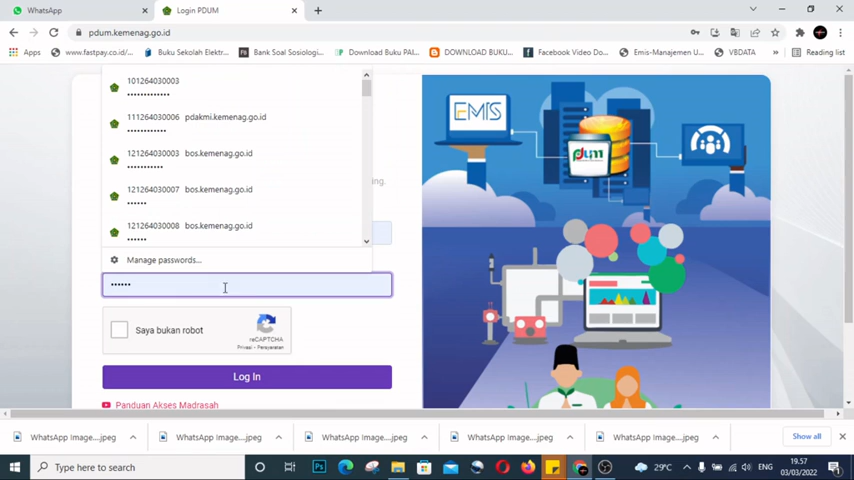 WhatsApp
Login PDUM
pdum.kemenag.go.id
Apps
www.fastpay.co.id/
Buku Sekolah Elektr...
Bank Soal Sosiologi...
Download Buku PAI...
DOWNLOAD BUKU...
Facebook Video Do...
Emis-Manajemen U...
VBDATA
Reading list
101264030003
111264030006 pdakmi.kemenag.go.id
121264030003 bos.kemenag.go.id
121264030007 bos.kemenag.go.id
121264030008 bos.kemenag.go.id
Manage passwords...
ing.
Saya bukan robot
reCAPTCHA
Privasi - Persyaratan
Log In
Panduan Akses Madrasah
EMIS
pdum
WhatsApp Image....jpeg
WhatsApp Image....jpeg
WhatsApp Image....jpeg
WhatsApp Image....jpeg
WhatsApp Image....jpeg
Show all
Type here to search
Ps
29°C
ENG
19.57
03/03/2022